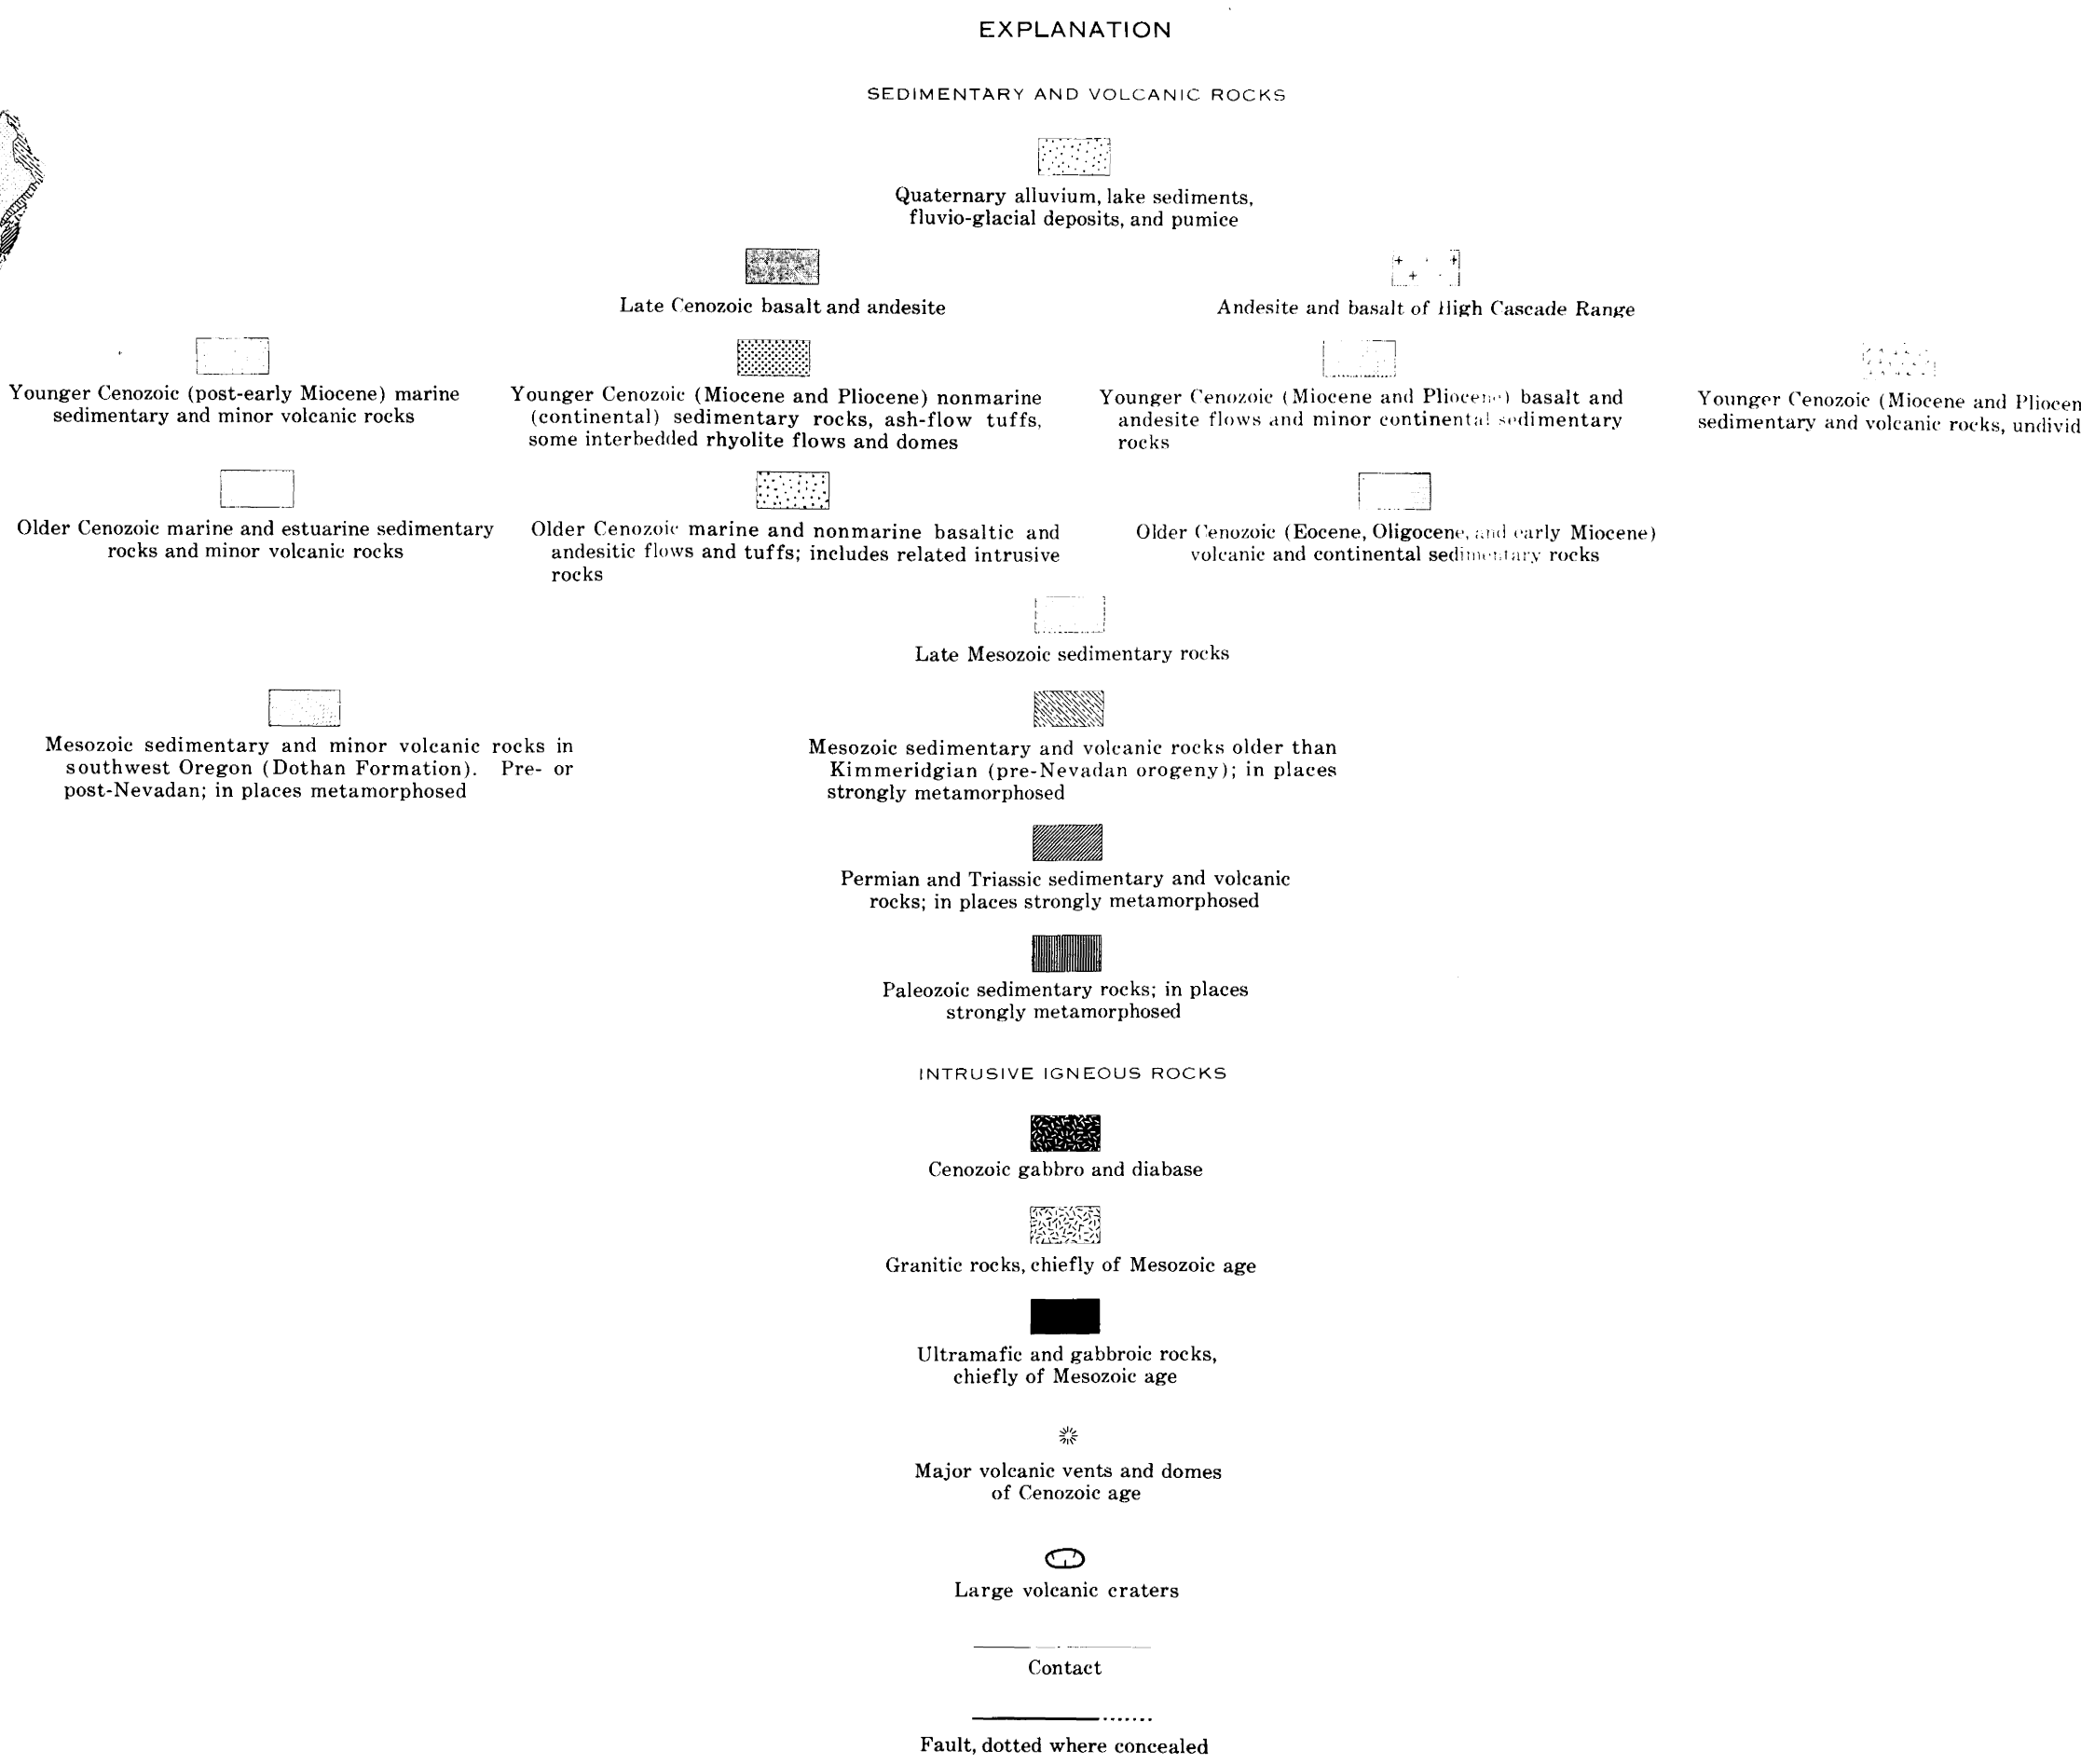 EXPLANATION
SEDIMENTARY AND VOLCANIC ROCKS
Quaternary alluvium, lake sediments,
fluvio-glacial deposits, and pumice
Late Cenozoic basalt and andesite
Andesite and basalt of High Cascade Range
Younger Cenozoic (post-early Miocene) marine
sedimentary and minor volcanic rocks
Younger Cenozoic (Miocene and Pliocene) nonmarine
(continental) sedimentary rocks, ash-flow tuffs,
some interbedded rhyolite flows and domes
Younger Cenozoic (Miocene and Pliocene) basalt and
andesite flows and minor continental sedimentary
rocks
Younger Cenozoic (Miocene and Pliocen
sedimentary and volcanic rocks, undivid
Older Cenozoic marine and estuarine sedimentary
rocks and minor volcanic rocks
Older Cenozoic marine and nonmarine basaltic and
andesitic flows and tuffs; includes related intrusive
rocks
Older Cenozoic (Eocene, Oligocene, and early Miocene)
volcanic and continental sedimentary rocks
Late Mesozoic sedimentary rocks
Mesozoic sedimentary and minor volcanic rocks in
southwest Oregon (Dothan Formation). Pre- or
post-Nevadan; in places metamorphosed
Mesozoic sedimentary and volcanic rocks older than
Kimmeridgian (pre-Nevadan orogeny); in places
strongly metamorphosed
Permian and Triassic sedimentary and volcanic
rocks; in places strongly metamorphosed
Paleozoic sedimentary rocks; in places
strongly metamorphosed
INTRUSIVE IGNEOUS ROCKS
Cenozoic gabbro and diabase
Granitic rocks, chiefly of Mesozoic age
Ultramafic and gabbroic rocks,
chiefly of Mesozoic age
Major volcanic vents and domes
of Cenozoic age
Large volcanic craters
Contact
Fault, dotted where concealed